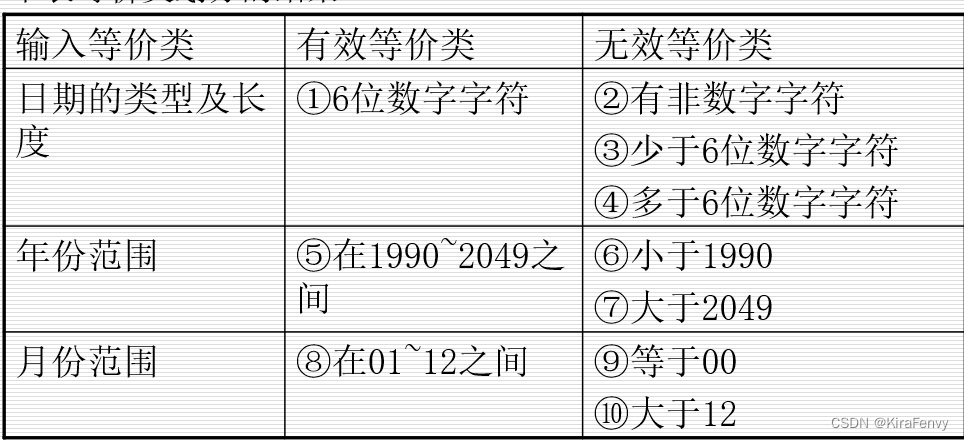 输入等价类 有效等价类 无效等价类
日期的类型及长度 ①6位数字字符 ②有非数字字符
③少于6位数字字符
④多于6位数字字符
年份范围 ⑤在1990~2049之间 ⑥小于1990
⑦大于2049
月份范围 ⑧在01~12之间 ⑨等于00
⑩大于12
CSDN @KiraFenvy